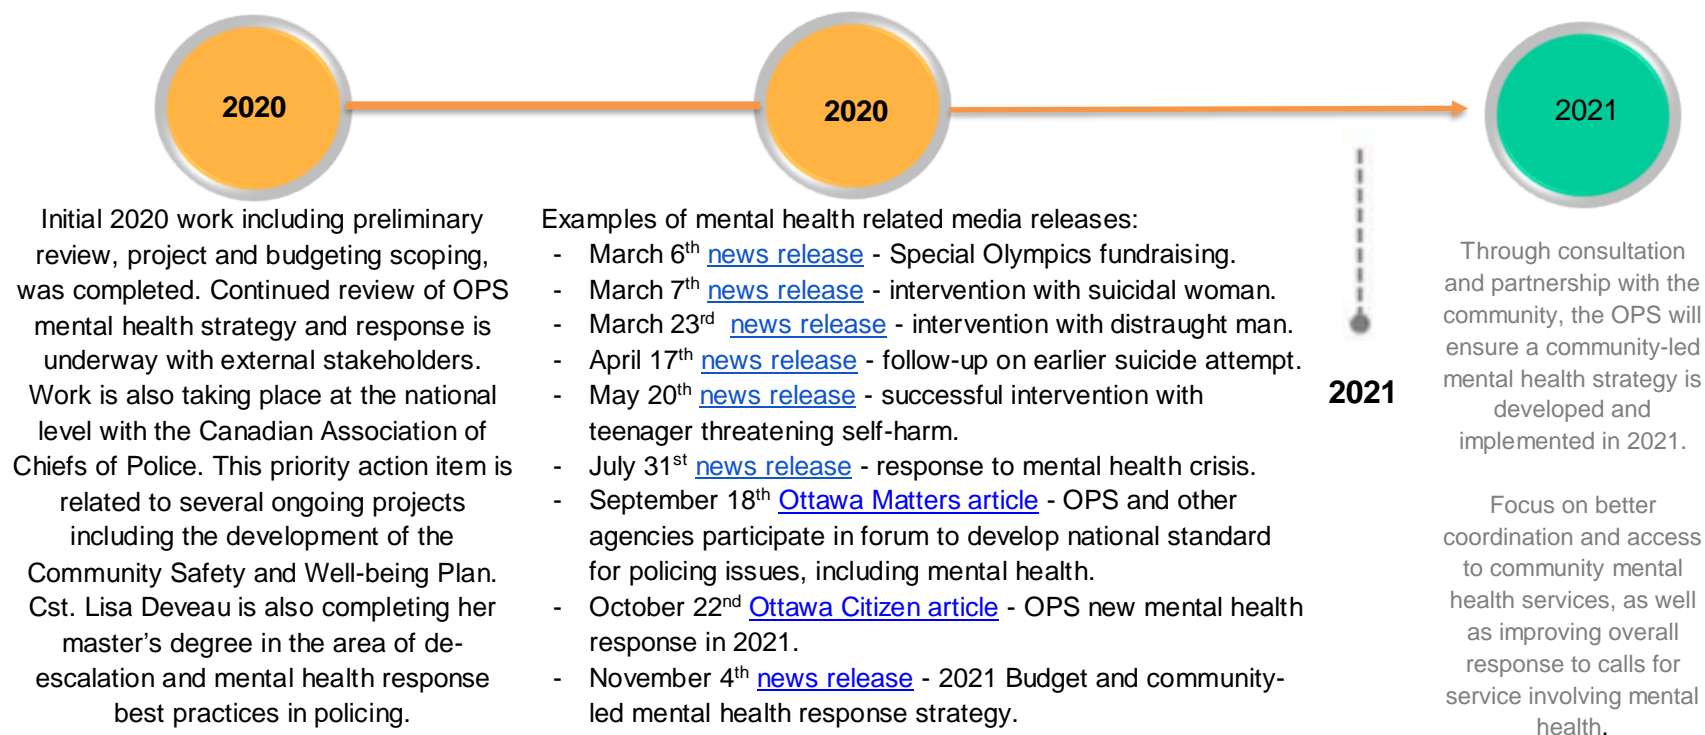 2020
2020
2021
Initial 2020 work including preliminary
review, project and budgeting scoping,
was completed. Continued review of OPS
mental health strategy and response is
underway with external stakeholders.
Work is also taking place at the national
level with the Canadian Association of
Chiefs of Police. This priority action item is
related to several ongoing projects
including the development of the
Community Safety and Well-being Plan.
Cst. Lisa Deveau is also completing her
master’s degree in the area of de-
escalation and mental health response
best practices in policing.
Examples of mental health related media releases:
- March 6th news release - Special Olympics fundraising.
- March 7th news release - intervention with suicidal woman.
- March 23rd news release - intervention with distraught man.
- April 17th news release - follow-up on earlier suicide attempt.
- May 20th news release - successful intervention with
teenager threatening self-harm.
- July 31st news release - response to mental health crisis.
- September 18th Ottawa Matters article - OPS and other
agencies participate in forum to develop national standard
for policing issues, including mental health.
- October 22nd Ottawa Citizen article - OPS new mental health
response in 2021.
- November 4th news release - 2021 Budget and community-
led mental health response strategy.
2021
Through consultation
and partnership with the
community, the OPS will
ensure a community-led
mental health strategy is
developed and
implemented in 2021.
Focus on better
coordination and access
to community mental
health services, as well
as improving overall
response to calls for
service involving mental
health.